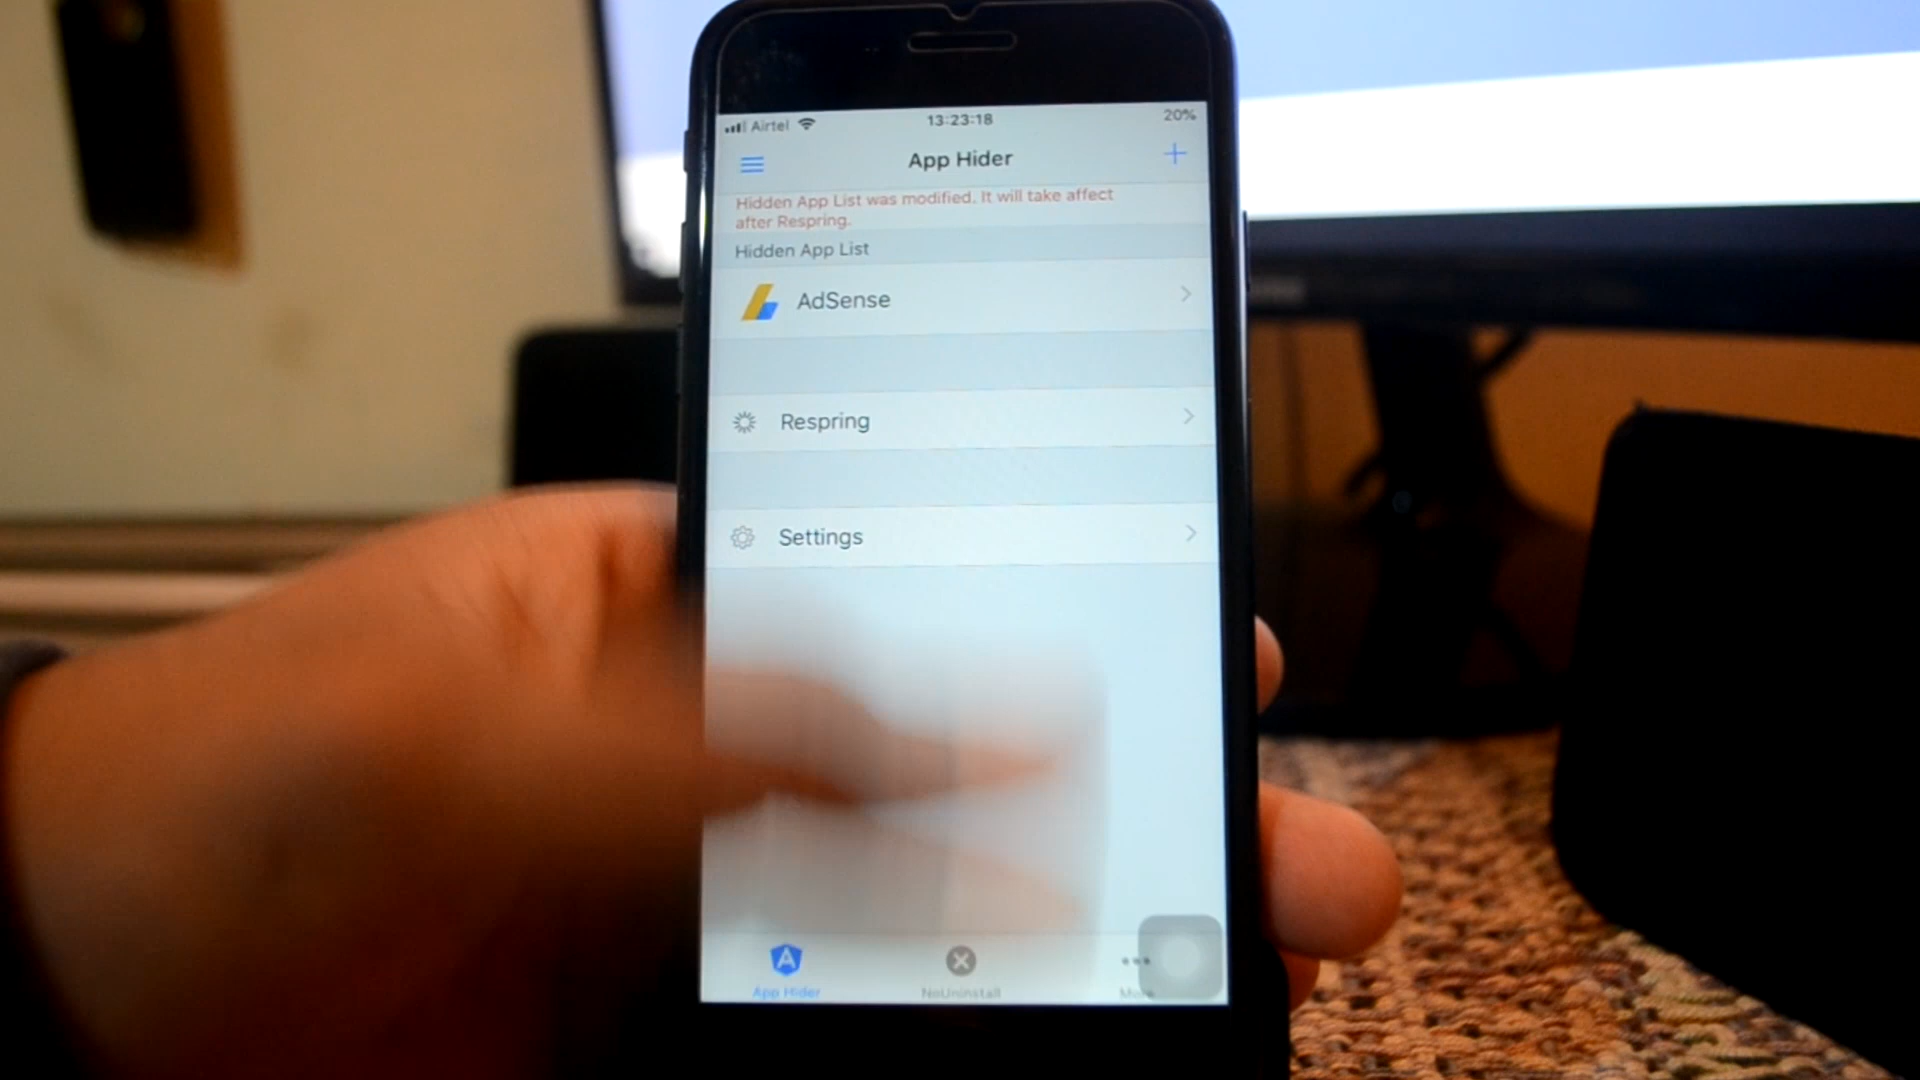 Airtel 13:23:18 20%
App Hider
Hidden App List was modified. It will take affect
after Respring.
Hidden App List
AdSense
Respring
Settings
App Hider NoUninstall More